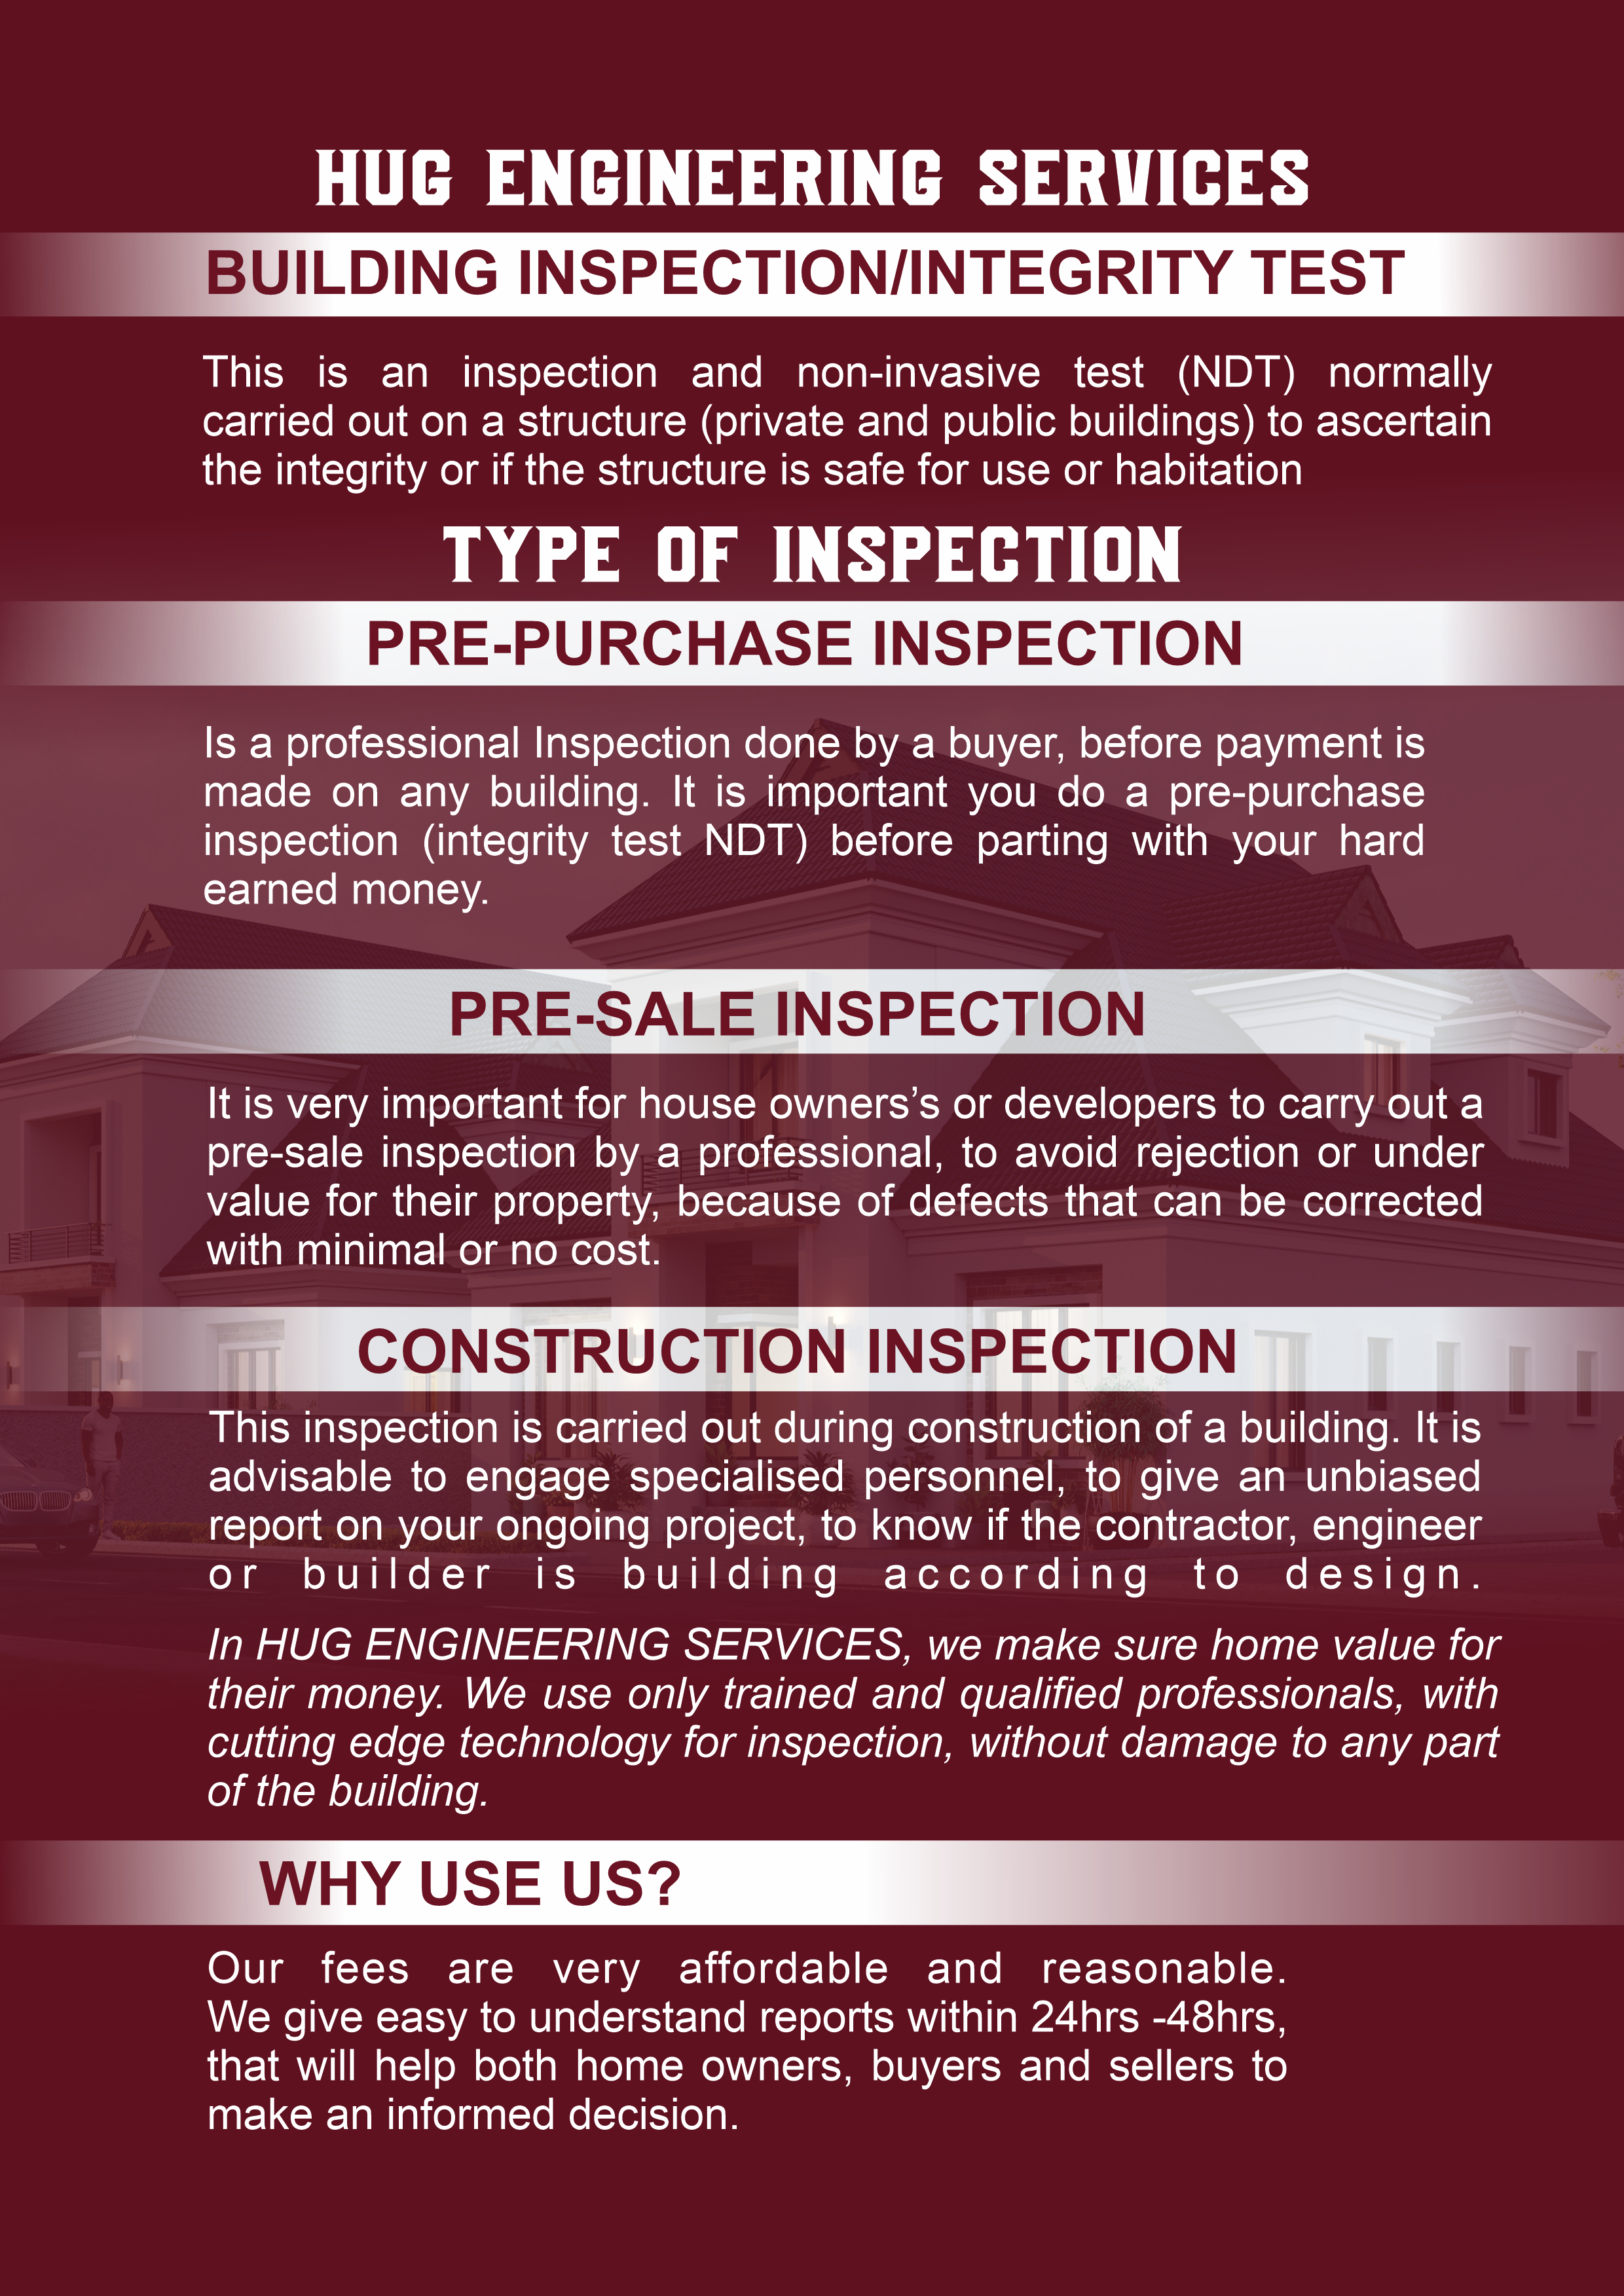 HUG ENGINEERING SERVICES
BUILDING INSPECTION/INTEGRITY TEST
This is an inspection and non-invasive test (NDT) normally
carried out on a structure (private and public buildings) to ascertain
the integrity or if the structure is safe for use or habitation
TYPE OF INSPECTION
PRE-PURCHASE INSPECTION
Is a professional Inspection done by a buyer, before payment is
made on any building. It is important you do a pre-purchase
inspection (integrity test NDT) before parting with your hard
earned money.
PRE-SALE INSPECTION
It is very important for house owners’s or developers to carry out a
pre-sale inspection by a professional, to avoid rejection or under
value for their property, because of defects that can be corrected
with minimal or no cost.
CONSTRUCTION INSPECTION
This inspection is carried out during construction of a building. It is
advisable to engage specialised personnel, to give an unbiased
report on your ongoing project, to know if the contractor, engineer
or builder is building according to design.
In HUG ENGINEERING SERVICES, we make sure home value for
their money. We use only trained and qualified professionals, with
cutting edge technology for inspection, without damage to any part
of the building.
WHY USE US?
Our fees are very affordable and reasonable.
We give easy to understand reports within 24hrs -48hrs,
that will help both home owners, buyers and sellers to
make an informed decision.